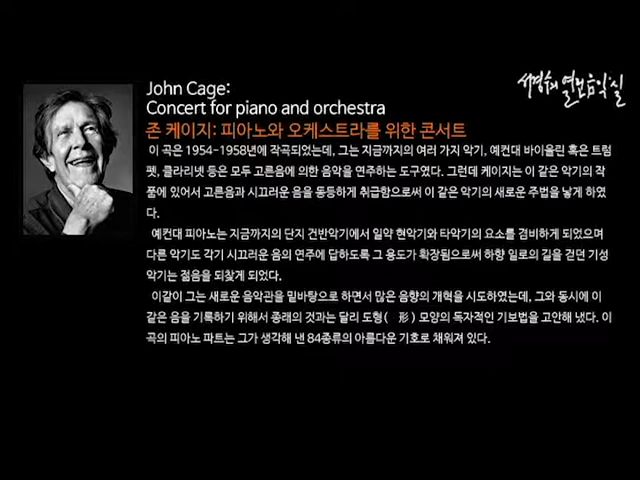 서경수의 열린음악실
John Cage:
Concert for piano and orchestra
존 케이지: 피아노와 오케스트라를 위한 콘서트
이 곡은 1954-1958년에 작곡되었는데, 그는 지금까지의 여러 가지 악기, 예컨대 바이올린 혹은 트럼
펫, 클라리넷 등은 모두 고른음에 의한 음악을 연주하는 도구였다. 그런데 케이지는 이 같은 악기의 작
품에 있어서 고른음과 시끄러운 음을 동등하게 취급함으로써 이 같은 악기의 새로운 주법을 낳게 하였
다.
예컨대 피아노는 지금까지의 단지 건반악기에서 일약 현악기와 타악기의 요소를 겸비하게 되었으며
다른 악기도 각기 시끄러운 음의 연주에 답하도록 그 용도가 확장됨으로써 하향 일로의 길을 걷던 기성
악기는 젊음을 되찾게 되었다.
이같이 그는 새로운 음악관을 밑바탕으로 하면서 많은 음향의 개혁을 시도하였는데, 그와 동시에 이
같은 음을 기록하기 위해서 종래의 것과는 달리 도형( 形) 모양의 독자적인 기보법을 고안해 냈다. 이
곡의 피아노 파트는 그가 생각해 낸 84종류의 아름다운 기호로 채워져 있다.